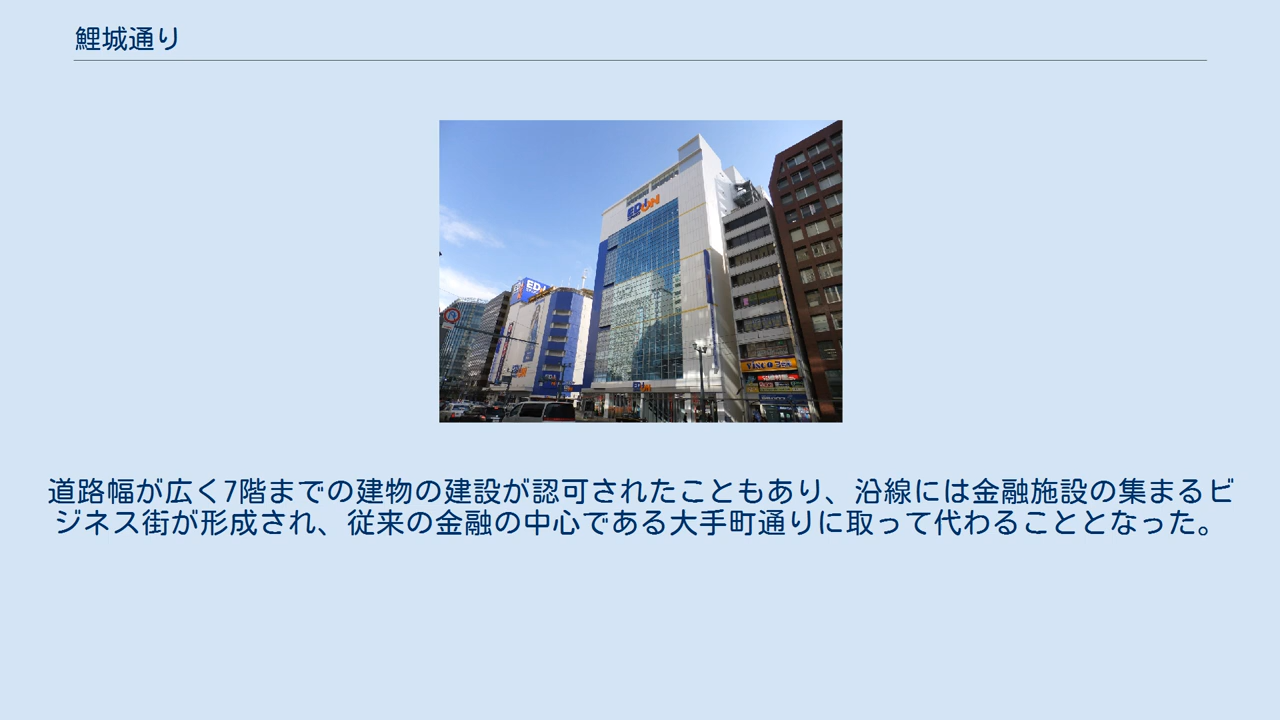 鯉城通り
EDION
EDI
道路幅が広く7階までの建物の建設が認可されたこともあり、沿線には金融施設の集まるビ
ジネス街が形成され、従来の金融の中心である大手町通りに取って代わることとなった。